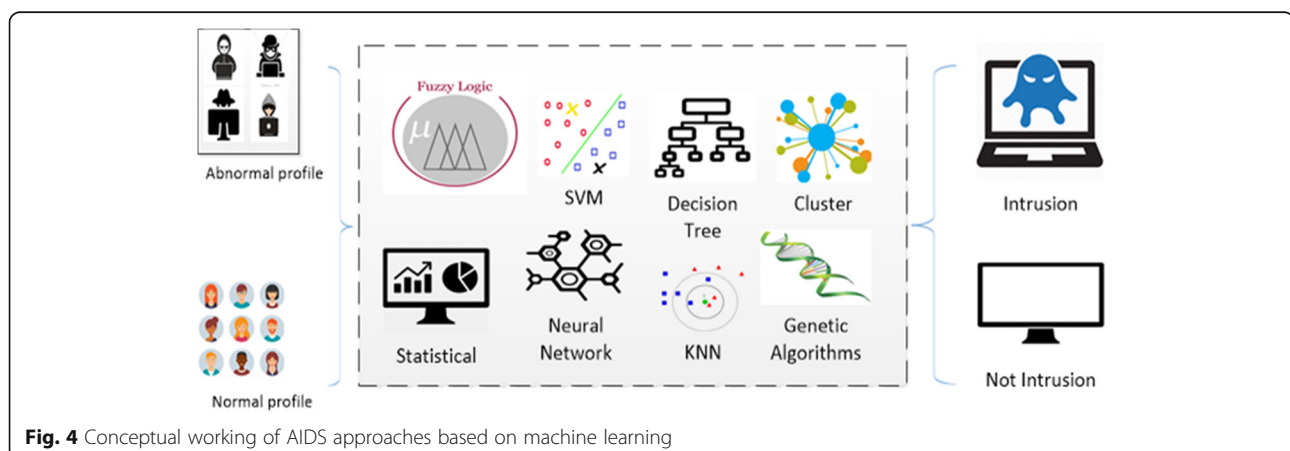 Abnormal profile
Normal profile
Fuzzy Logic
μ
SVM
Decision
Tree
Cluster
Statistical
Neural
Network
KNN
Genetic
Algorithms
Intrusion
Not Intrusion
Fig. 4 Conceptual working of AIDS approaches based on machine learning